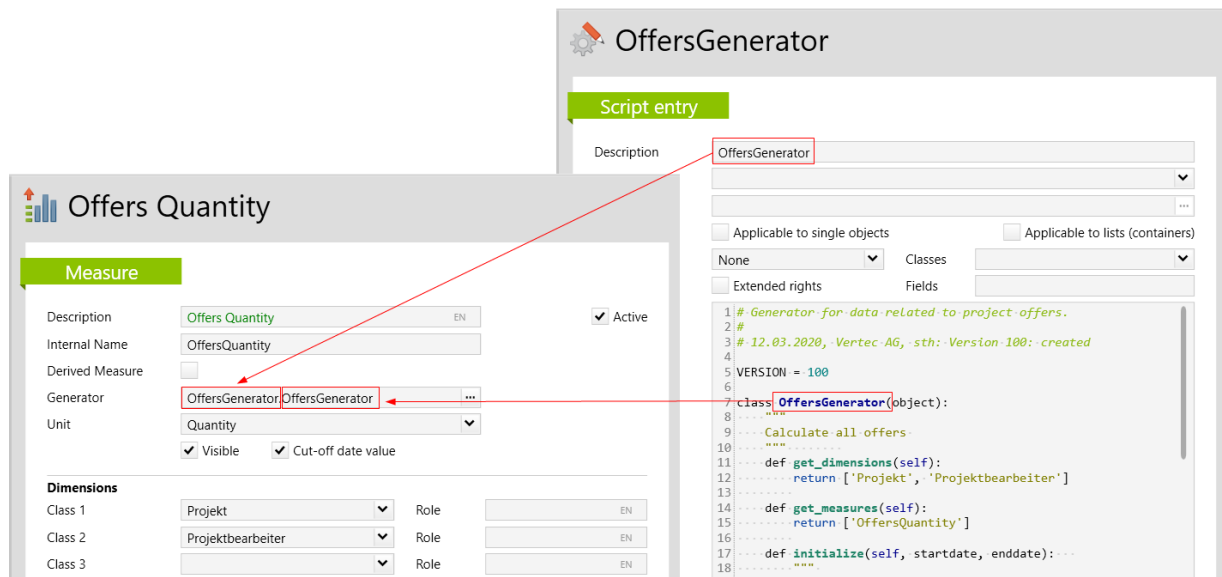 OffersGenerator
Script entry
Description OffersGenerator
Applicable to single objects Applicable to lists (containers)
None Classes
Extended rights Fields
1 # Generator for data related to project offers.
2 #
3 # 12.03.2020, Vertec AG, sth: Version 100: created
4
5 VERSION = 100
6
7 class OffersGenerator(object):
8 """
9 Calculate all offers
10 """
11 def get_dimensions(self):
12 return ['Projekt', 'Projektbearbeiter']
13
14 def get_measures(self):
15 return ['OffersQuantity']
16
17 def initialize(self, startdate, enddate):
18 """
Offers Quantity
Measure
Description Offers Quantity EN Active
Internal Name OffersQuantity
Derived Measure
Generator OffersGenerator.OffersGenerator ...
Unit Quantity
Visible Cut-off date value
Dimensions
Class 1 Projekt Role EN
Class 2 Projektbearbeiter Role EN
Class 3 Role EN